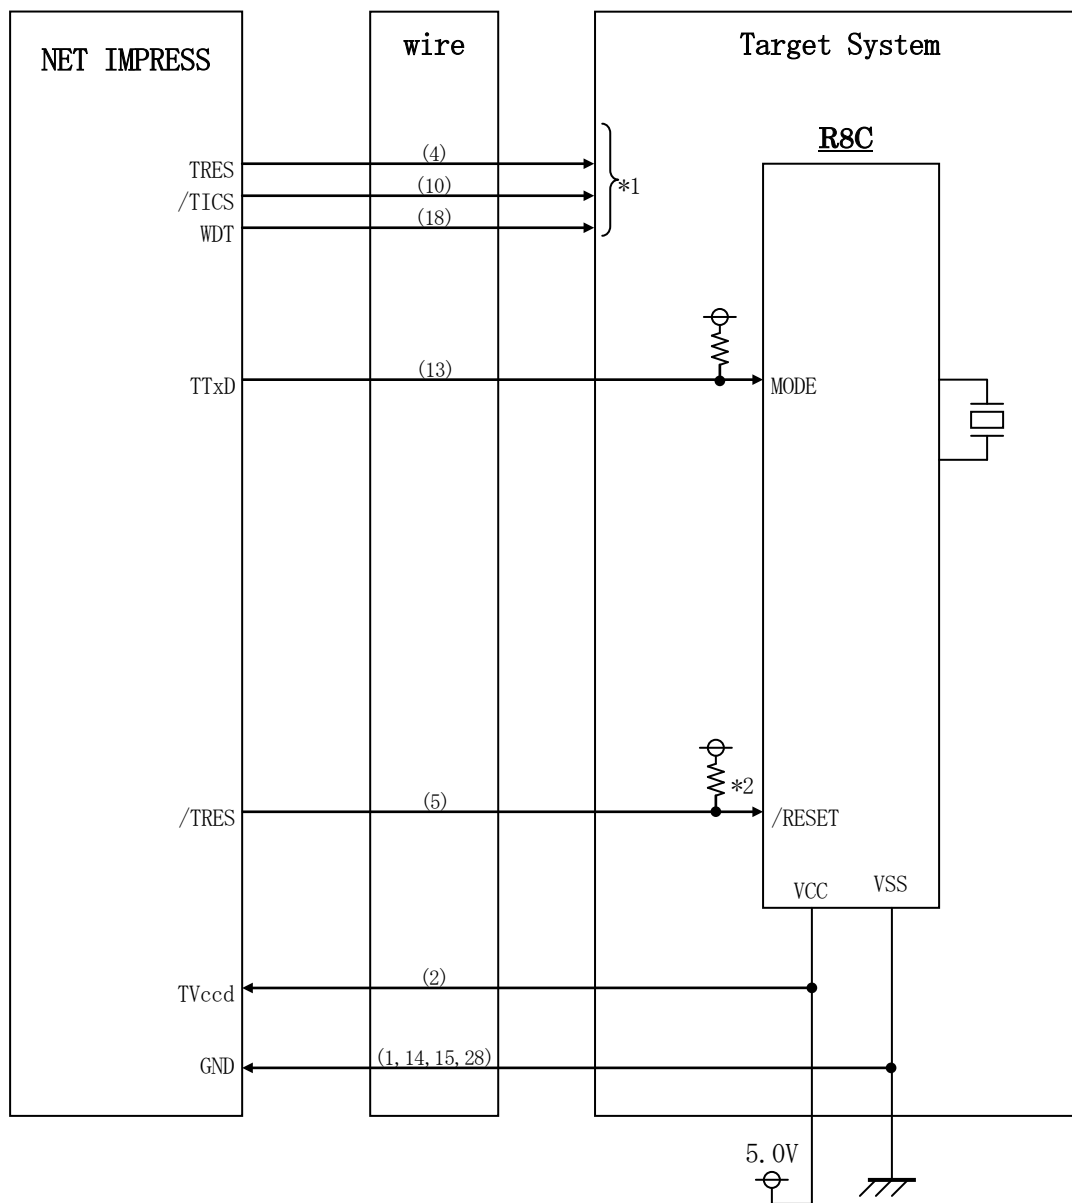 NET IMPRESS
wire
Target System
R8C
TRES
(4)
/TICS
(10)
*1
WDT
(18)
TTxD
(13)
MODE
*2
/TRES
(5)
/RESET
VCC
VSS
TVccd
(2)
GND
(1,14,15,28)
5.0V